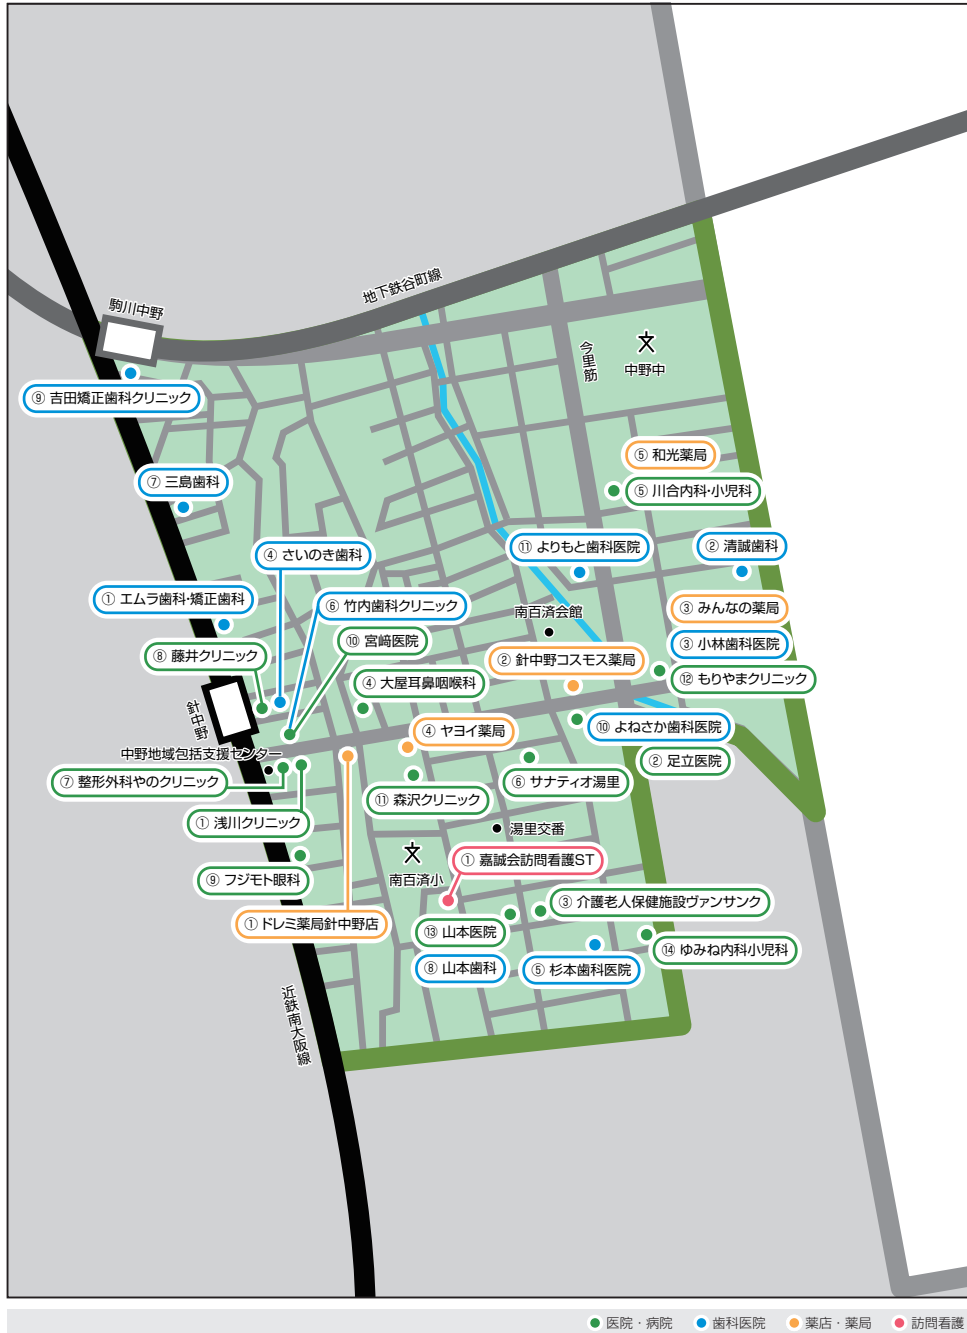 地下鉄谷町線
駒川中野
今里筋
中野中
⑨ 吉田矯正歯科クリニック
⑤ 和光薬局
⑦ 三島歯科
⑤ 川合内科・小児科
④ さいのき歯科
⑪ よりもと歯科医院
② 清誠歯科
① エムラ歯科・矯正歯科
⑥ 竹内歯科クリニック
南百済会館
③ みんなの薬局
⑩ 宮﨑医院
③ 小林歯科医院
⑧ 藤井クリニック
② 針中野コスモス薬局
④ 大屋耳鼻咽喉科
⑫ もりやまクリニック
針中野
④ ヤヨイ薬局
⑩ よねさか歯科医院
中野地域包括支援センター
② 足立医院
⑦ 整形外科やのクリニック
⑥ サナティオ湯里
⑪ 森沢クリニック
① 浅川クリニック
湯里交番
① 嘉誠会訪問看護ST
南百済小
⑨ フジモト眼科
③ 介護老人保健施設ヴァンサンク
① ドレミ薬局針中野店
⑬ 山本医院
⑭ ゆみね内科小児科
⑧ 山本歯科
⑤ 杉本歯科医院
近鉄南大阪線
医院・病院
歯科医院
薬店・薬局
訪問看護